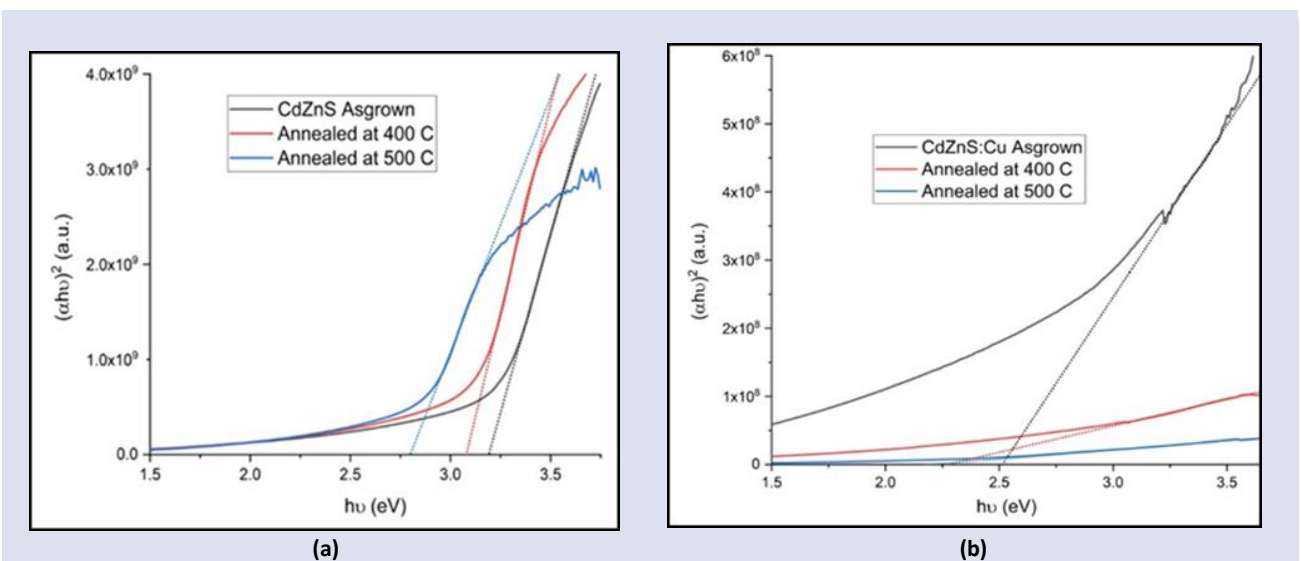 4.0x10⁹
3.0x10⁹
2.0x10⁹
1.0x10⁹
0.0
(αhυ)² (a.u.)
CdZnS Asgrown
Annealed at 400 C
Annealed at 500 C
1.5 2.0 2.5 3.0 3.5
hυ (eV)
(a)
6x10⁸
5x10⁸
4x10⁸
3x10⁸
2x10⁸
1x10⁸
0
(αhυ)² (a.u.)
CdZnS:Cu Asgrown
Annealed at 400 C
Annealed at 500 C
1.5 2.0 2.5 3.0 3.5
hυ (eV)
(b)